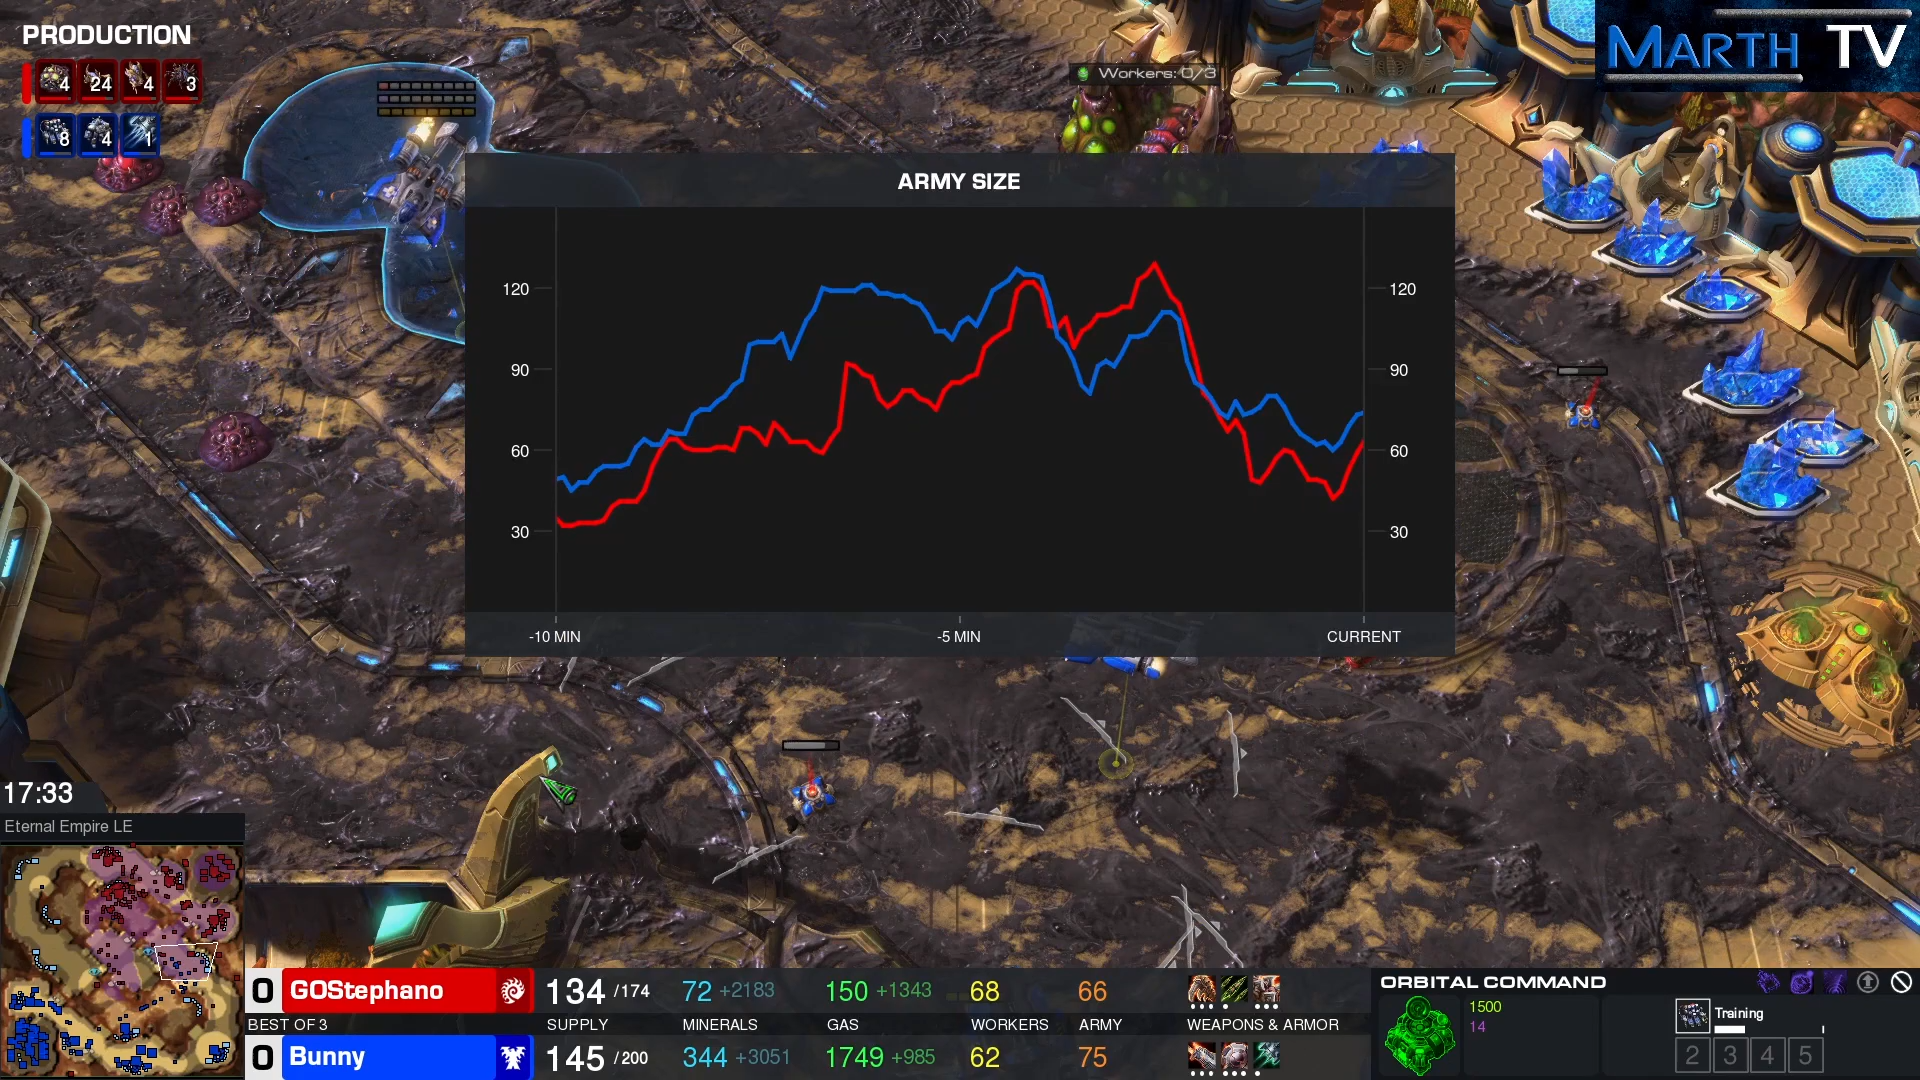 PRODUCTION
4 24 4 3
8 4 1
MARTH TV
Workers: 0/3
ARMY SIZE
120 120
90 90
60 60
30 30
-10 MIN -5 MIN CURRENT
17:33
Eternal Empire LE
0 GOStephano 134 /174 72 +2183 150 +1343 68 66
BEST OF 3 SUPPLY MINERALS GAS WORKERS ARMY WEAPONS & ARMOR
0 Bunny 145 /200 344 +3051 1749 +985 62 75
ORBITAL COMMAND
1500
14
Training
2 3 4 5